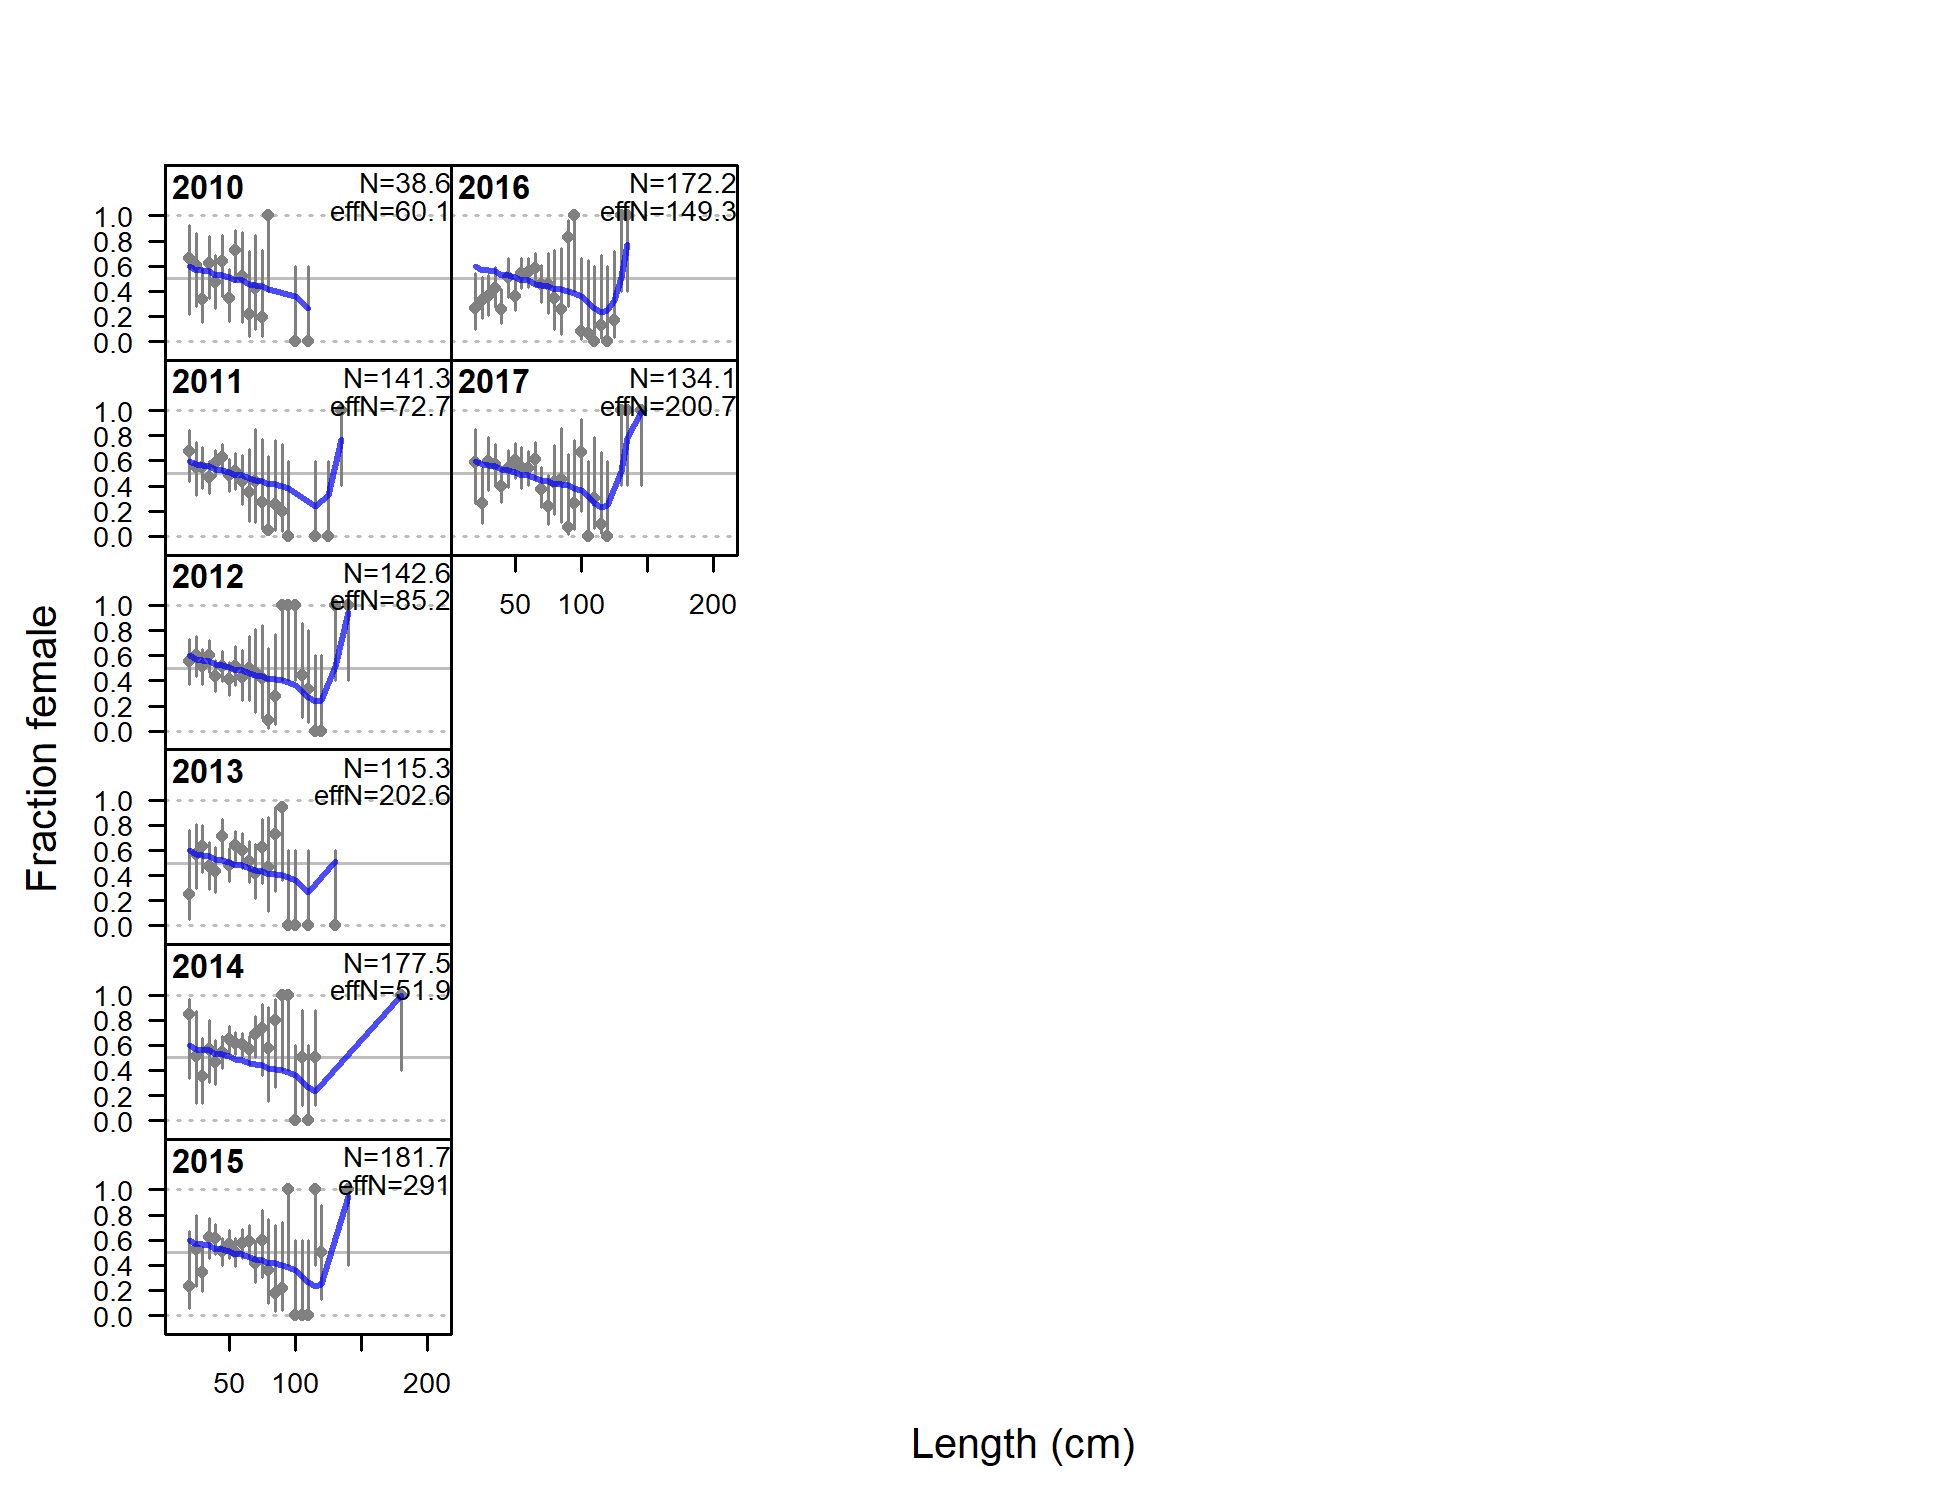 Fraction female
2010
N=38.6
effN=60.1
1.0
0.8
0.6
0.4
0.2
0.0
2011
N=141.3
effN=72.7
1.0
0.8
0.6
0.4
0.2
0.0
2012
N=142.6
effN=85.2
1.0
0.8
0.6
0.4
0.2
0.0
2013
N=115.3
effN=202.6
1.0
0.8
0.6
0.4
0.2
0.0
2014
N=177.5
effN=51.9
1.0
0.8
0.6
0.4
0.2
0.0
2015
N=181.7
effN=291
1.0
0.8
0.6
0.4
0.2
0.0
50 100 200
2016
N=172.2
effN=149.3
2017
N=134.1
effN=200.7
50 100 200
Length (cm)